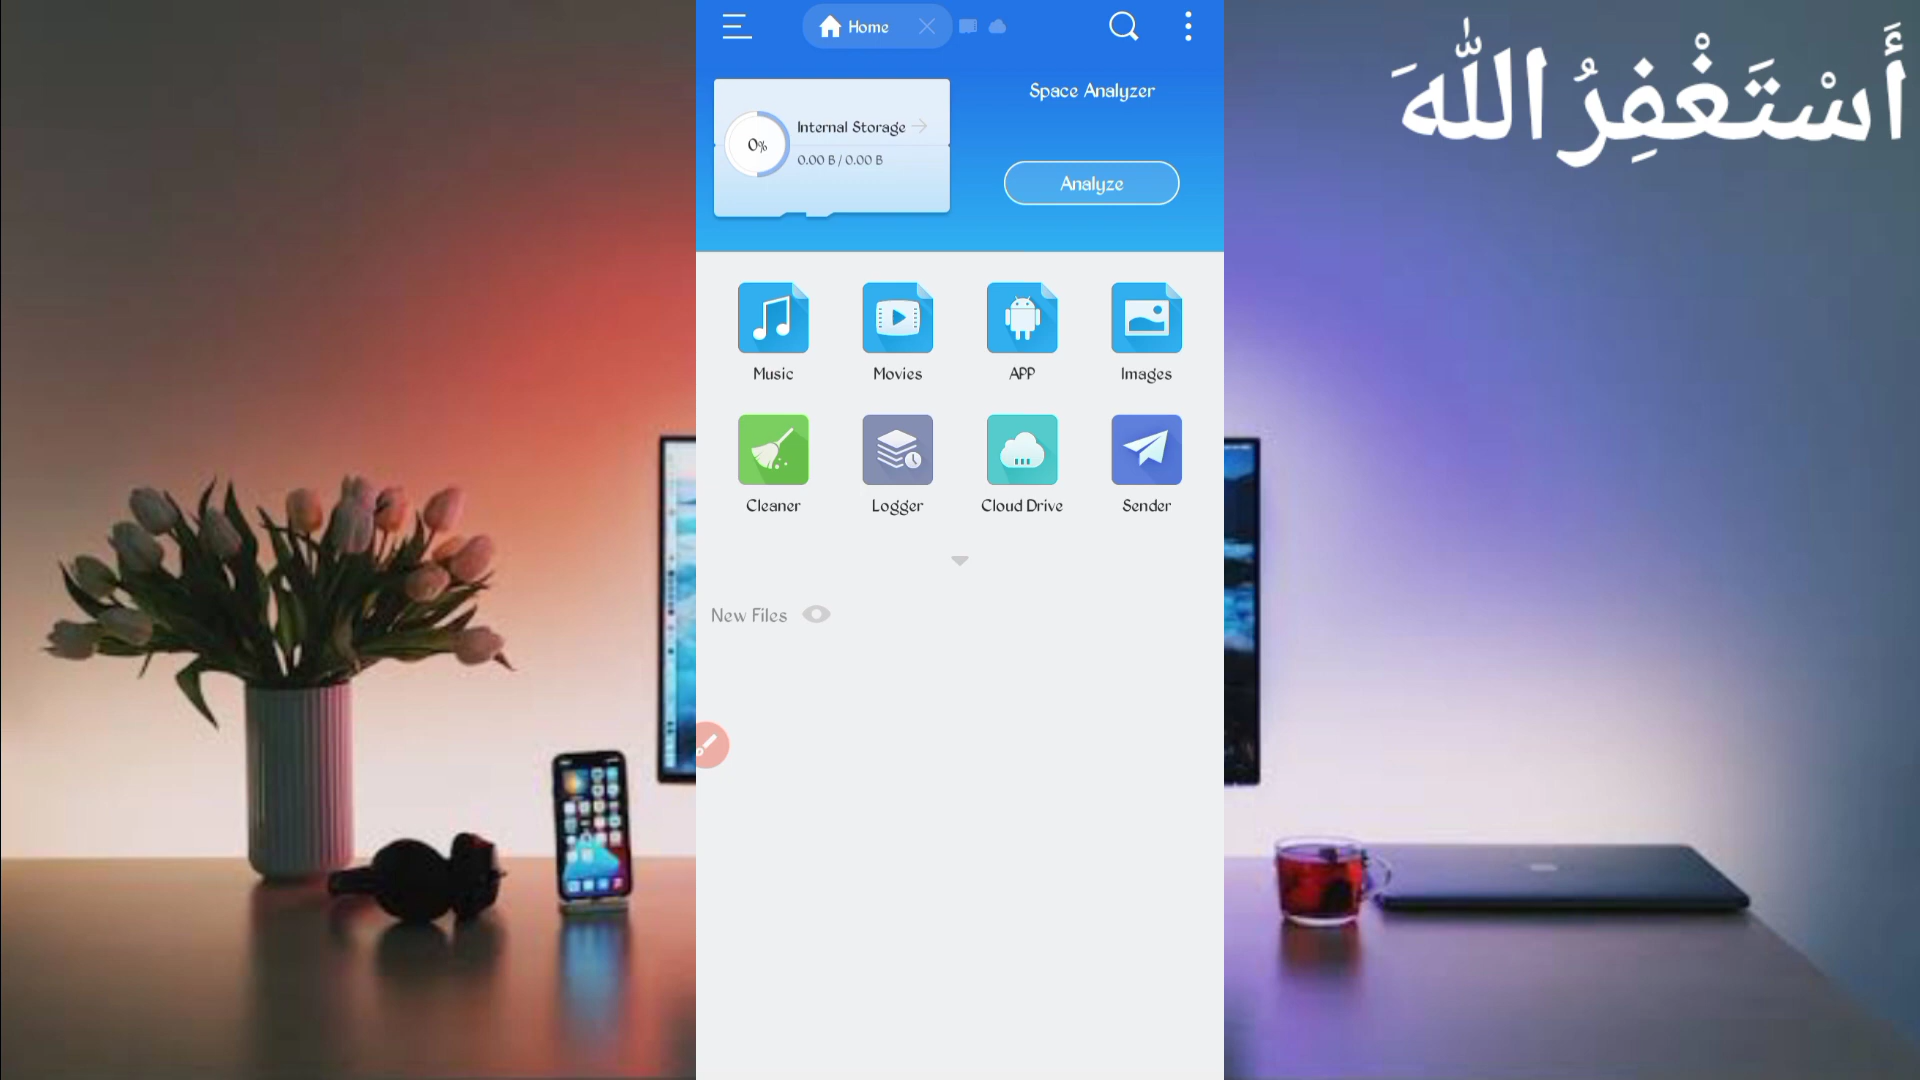 Home
أَسْتَغْفِرُ اللّٰهَ
Space Analyzer
Internal Storage
0%
0.00 B / 0.00 B
Analyze
Music
Movies
APP
Images
Cleaner
Logger
Cloud Drive
Sender
New Files